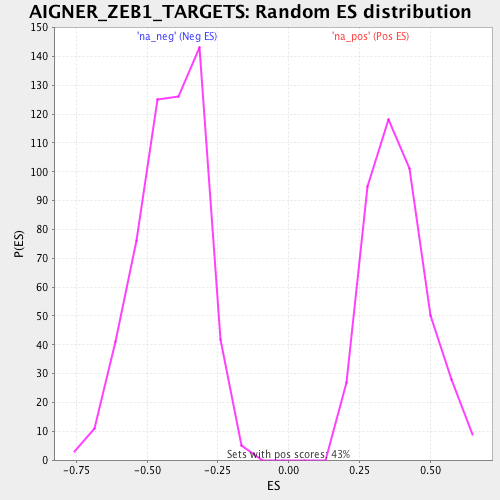 AIGNER_ZEB1_TARGETS: Random ES distribution
'na_neg' (Neg ES) 'na_pos' (Pos ES)
150
140
130
120
110
100
90
80
70
60
50
40
30
20
10
0
P(ES)
Sets with pos scores: 43%
-0.75 -0.50 -0.25 0.00 0.25 0.50
ES